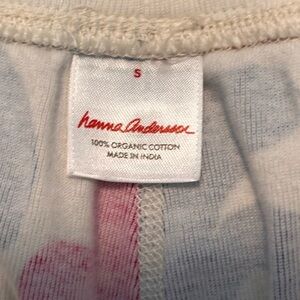 S
hanna andersson
100% ORGANIC COTTON
MADE IN INDIA